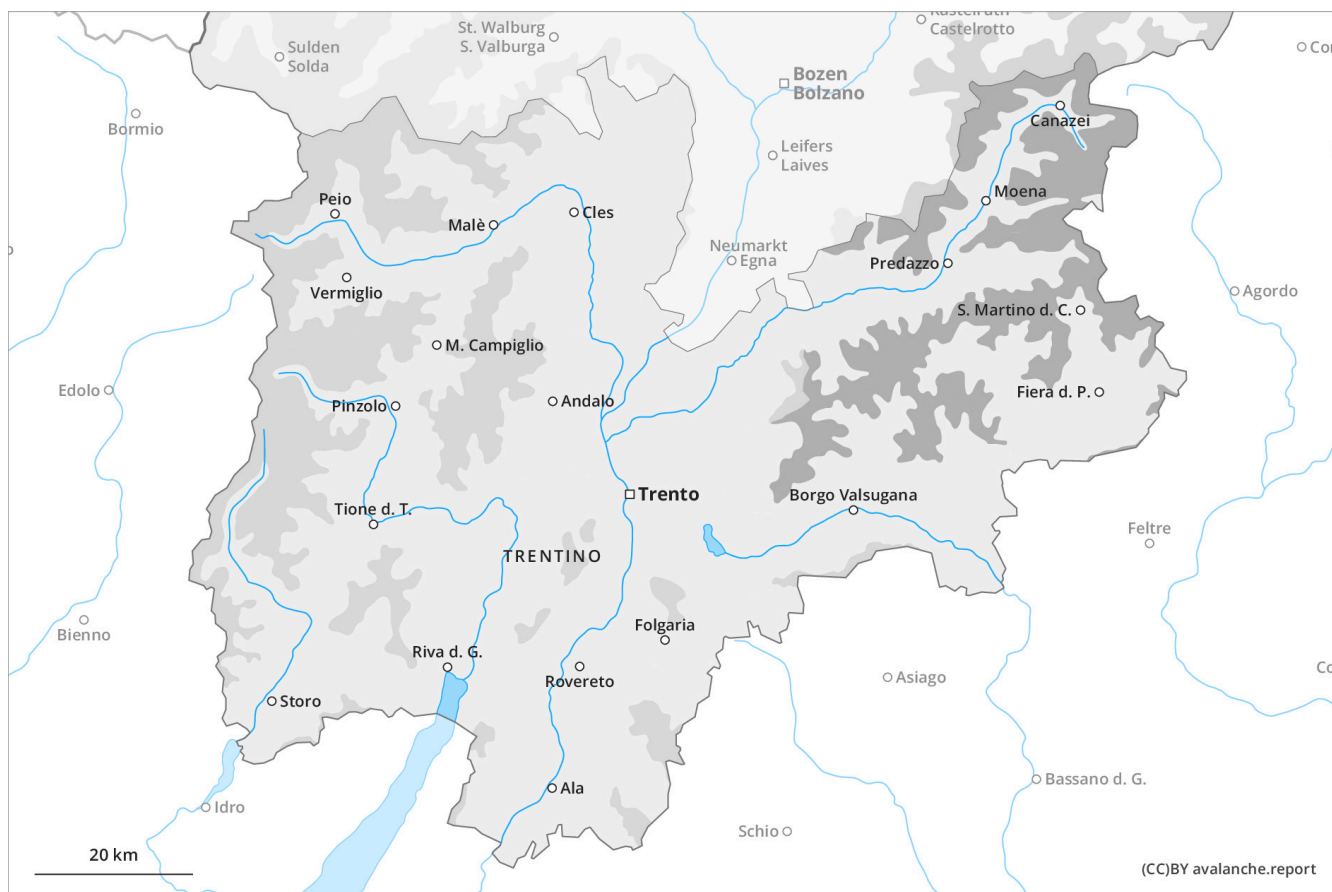 Castelrotto
St. Walburg
S. Valburga
Sulden
Solda
Bozen
Bolzano
Bormio
Canazei
Leifers
Laives
Moena
Peio
Malè
Cles
Neumarkt
Egna
Predazzo
Vermiglio
Agordo
S. Martino d. C.
M. Campiglio
Edolo
Pinzolo
Andalo
Fiera d. P.
Trento
Borgo Valsugana
Tione d. T.
Feltre
TRENTINO
Bienno
Folgaria
Riva d. G.
Rovereto
Asiago
Storo
Idro
Ala
Bassano d. G.
Schio
20 km
(CC)BY avalanche.report